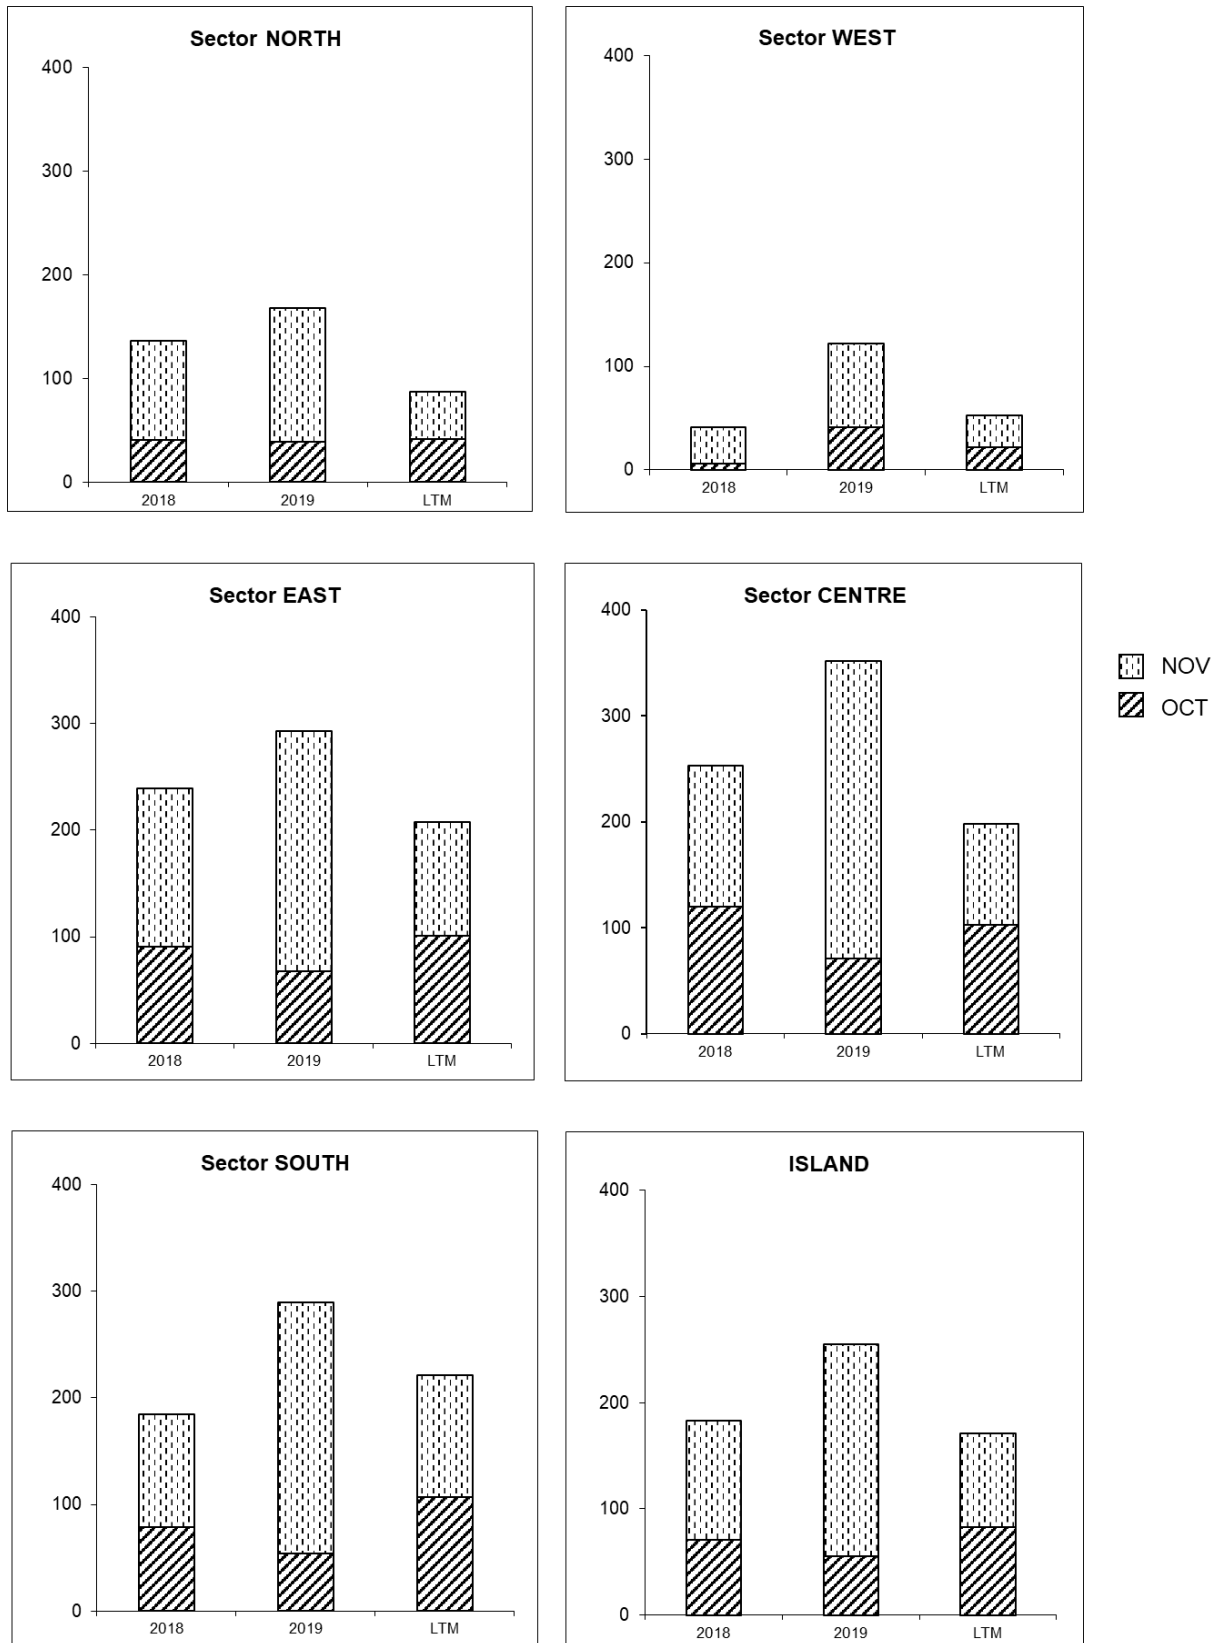 Sector NORTH
400
300
200
100
0
2018 2019 LTM
Sector WEST
400
300
200
100
0
2018 2019 LTM
Sector EAST
400
300
200
100
0
2018 2019 LTM
Sector CENTRE
400
300
200
100
0
2018 2019 LTM
NOV
OCT
Sector SOUTH
400
300
200
100
0
2018 2019 LTM
ISLAND
400
300
200
100
0
2018 2019 LTM